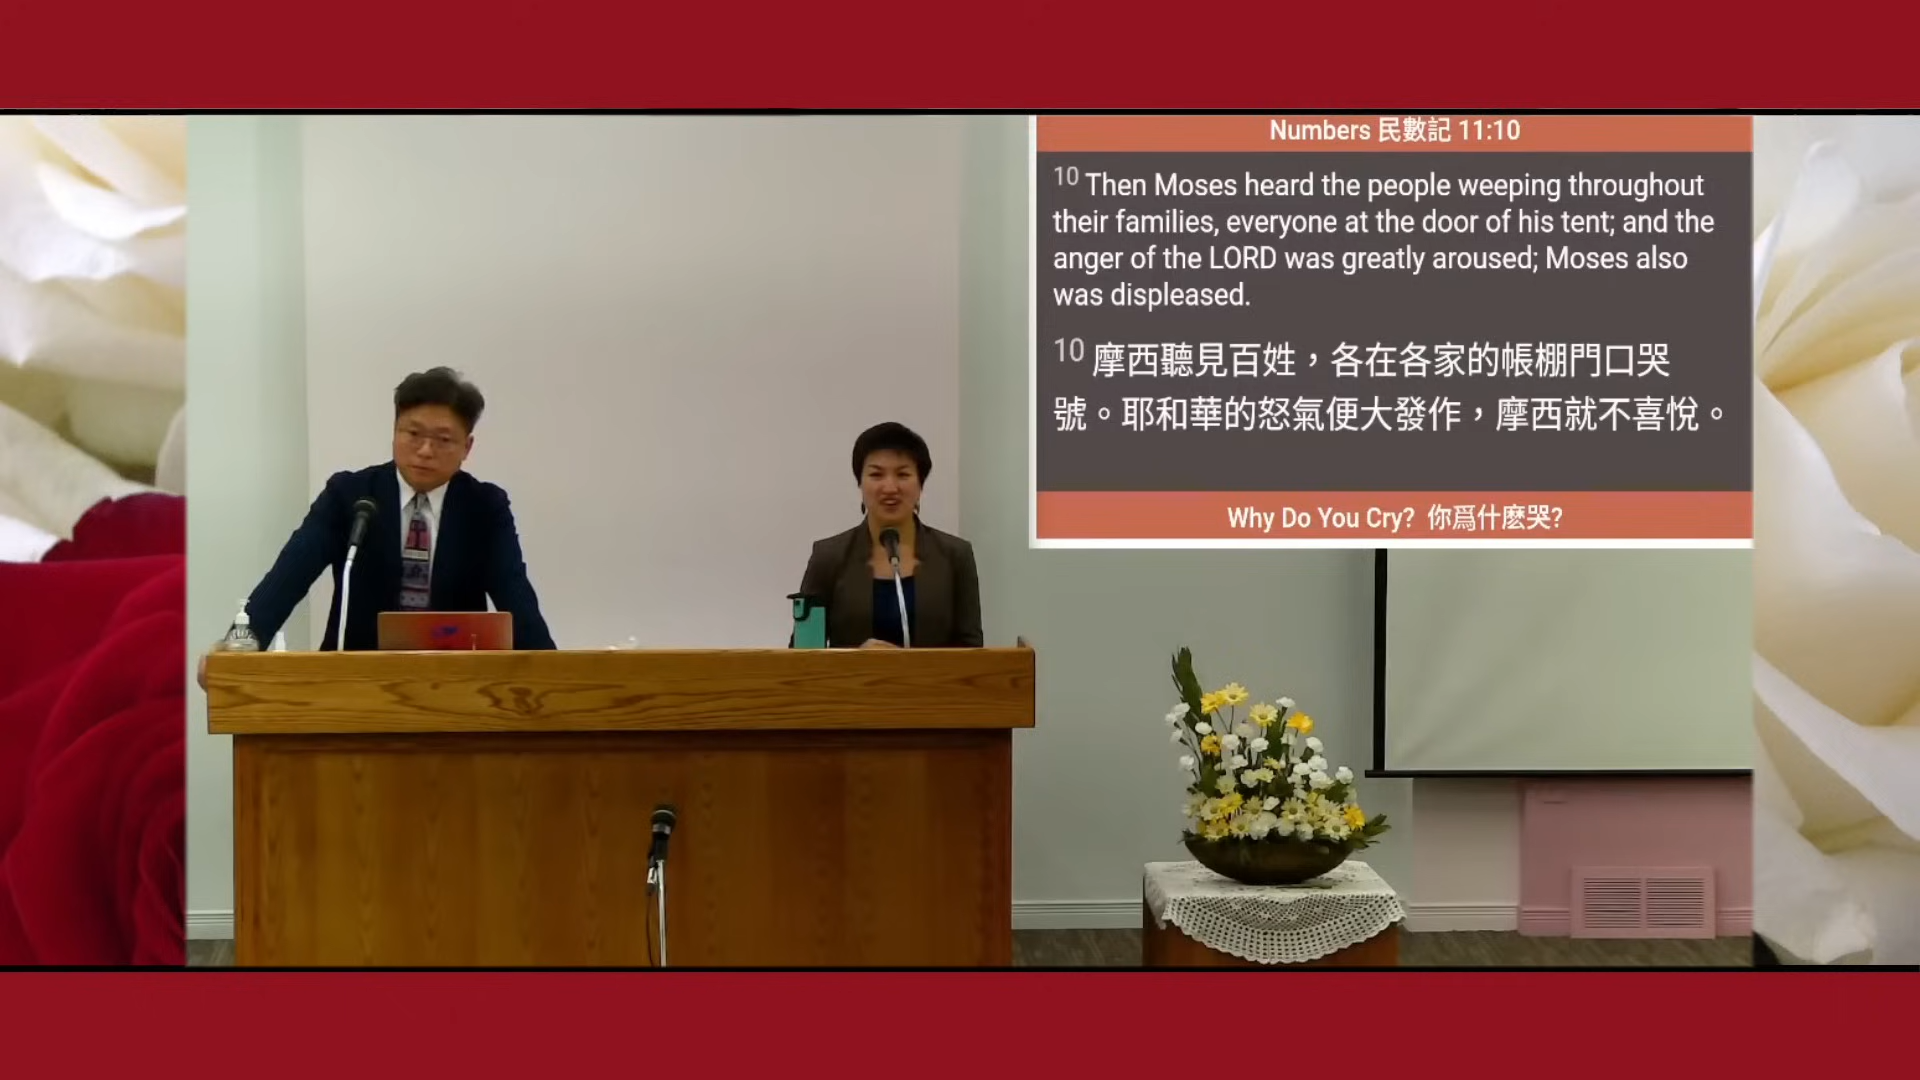 Numbers 民數記 11:10
10 Then Moses heard the people weeping throughout
their families, everyone at the door of his tent; and the
anger of the LORD was greatly aroused; Moses also
was displeased.
10 摩西聽見百姓，各在各家的帳棚門口哭
號。耶和華的怒氣便大發作，摩西就不喜悅。
Why Do You Cry? 你爲什麽哭?